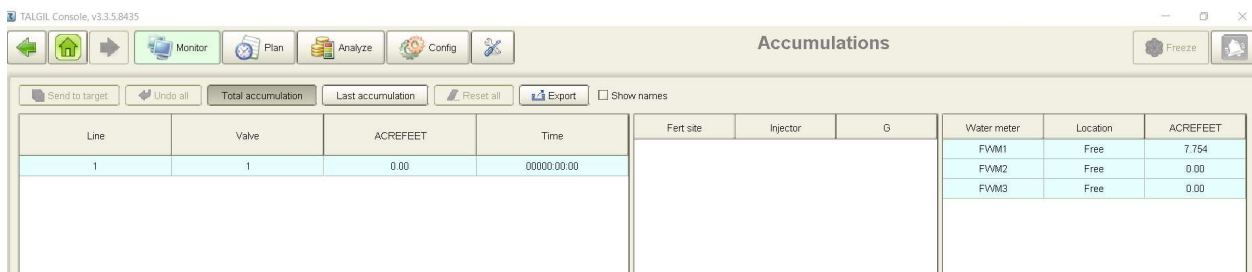 TALGIL Console, v3.3.5.8435
Monitor Plan Analyze Config Accumulations Freeze
Send to target Undo all Total accumulation Last accumulation Reset all Export Show names
Line Valve ACREFEET Time Fert site Injector G Water meter Location ACREFEET
FWM1 Free 7.754
1 1 0.00 00000:00:00 FWM2 Free 0.00
FWM3 Free 0.00